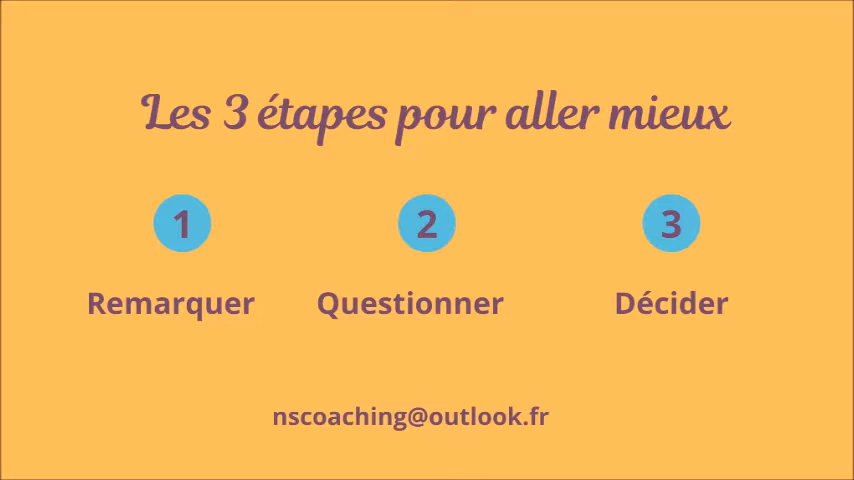 Les 3 étapes pour aller mieux
1 2 3
Remarquer Questionner Décider
nscoaching@outlook.fr